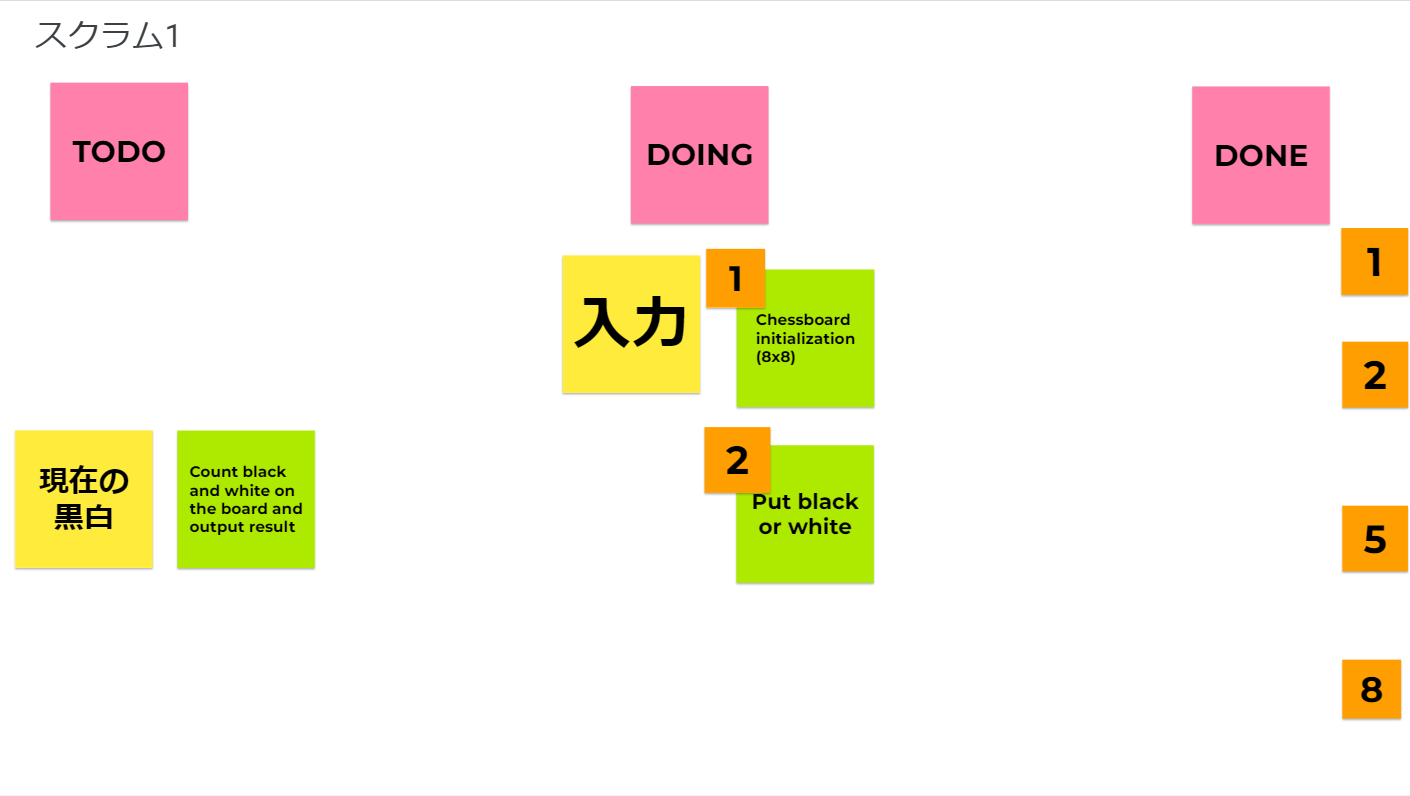 スクラム1
TODO
DOING
DONE
入力
1
Chessboard
initialization
(8x8)
1
2
現在の
黒白
Count black
and white on
the board and
output result
2
Put black
or white
5
8